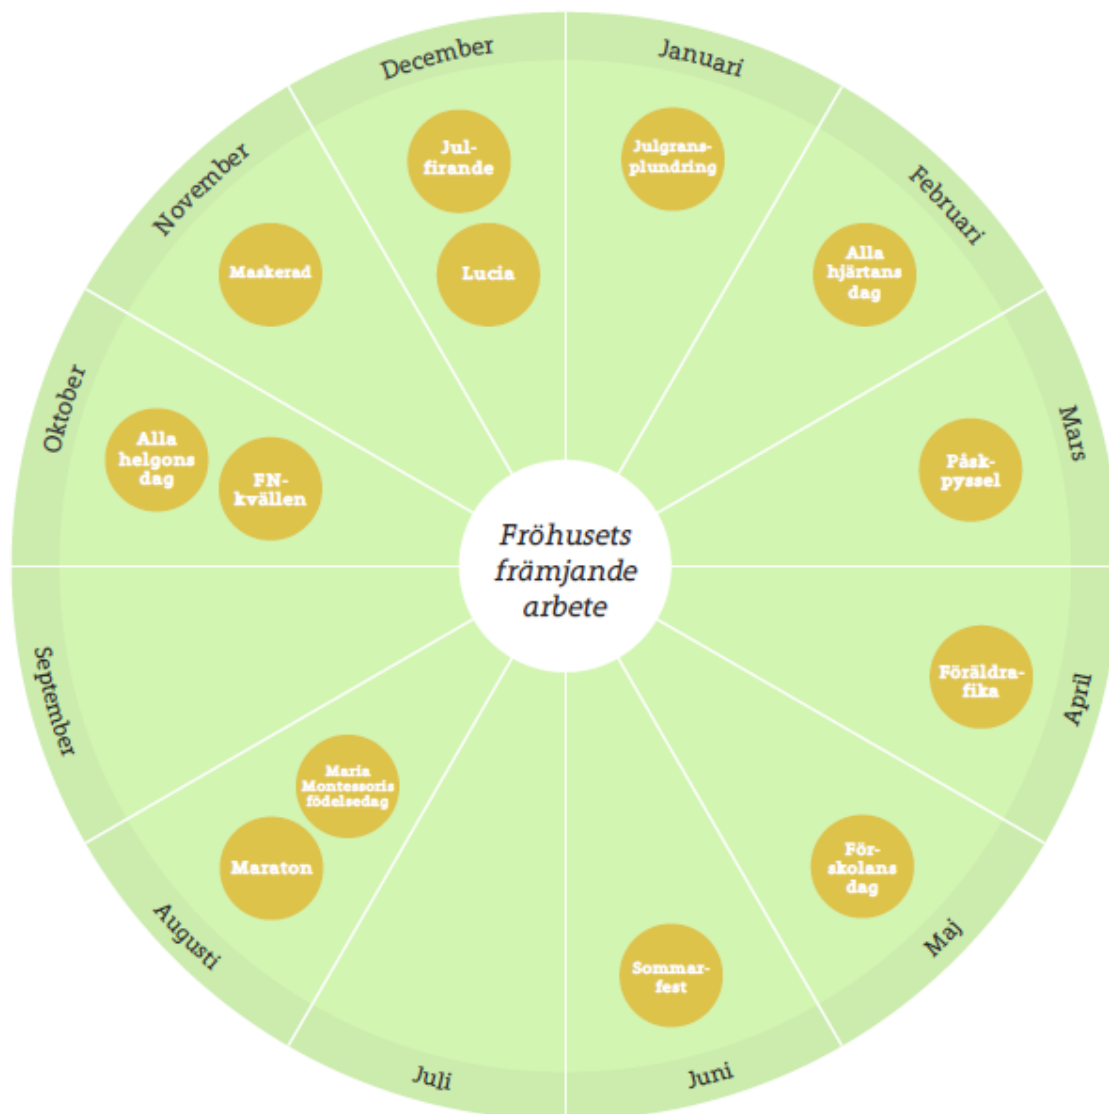 Fröhusets
främjande
arbete
Januari
Julgrans-
plundring
Februari
Alla
hjärtans
dag
Mars
Påsk-
pyssel
April
Föräldra-
fika
Maj
För-
skolans
dag
Juni
Sommar-
fest
Juli
Augusti
Maria
Montessoris
födelsedag
Maraton
September
Oktober
Alla
helgons
dag
FN-
kvällen
November
Maskerad
December
Jul-
firande
Lucia